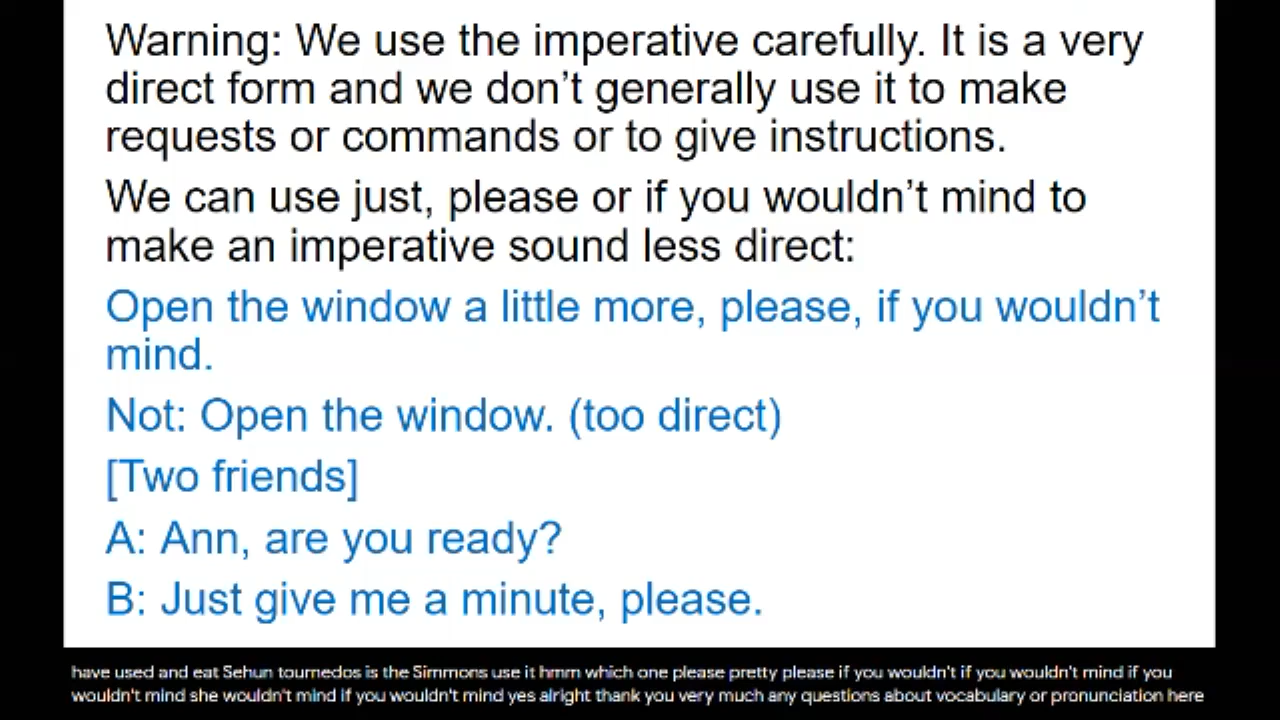 Warning: We use the imperative carefully. It is a very
direct form and we don’t generally use it to make
requests or commands or to give instructions.
We can use just, please or if you wouldn’t mind to
make an imperative sound less direct:
Open the window a little more, please, if you wouldn’t
mind.
Not: Open the window. (too direct)
[Two friends]
A: Ann, are you ready?
B: Just give me a minute, please.
have used and eat Sehun tournedos is the Simmons use it hmm which one please pretty please if you wouldn't if you wouldn't mind if you
wouldn't mind she wouldn't mind if you wouldn't mind yes alright thank you very much any questions about vocabulary or pronunciation here